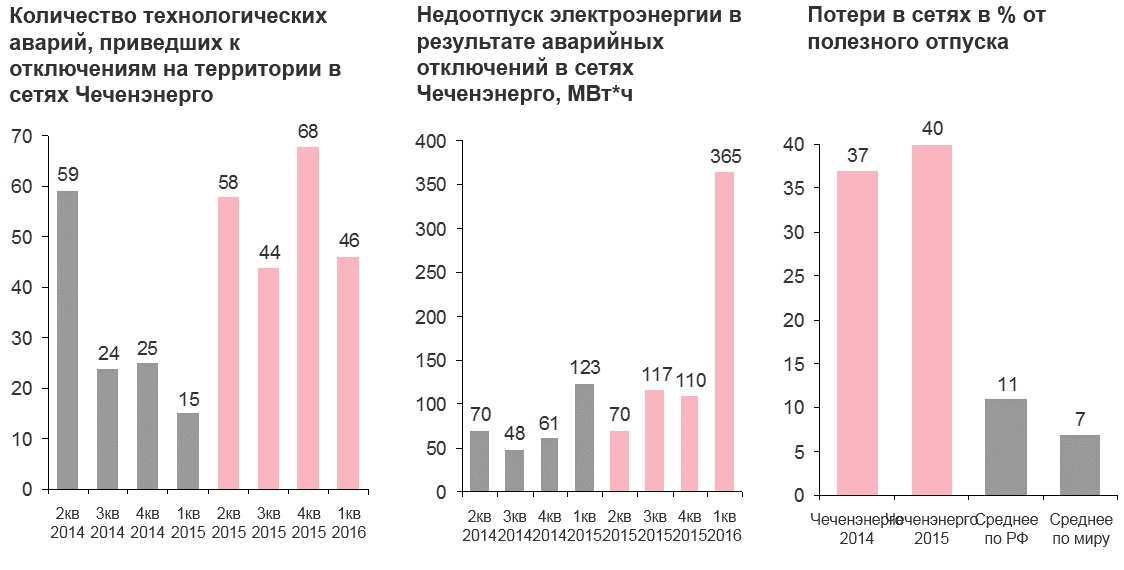 Количество технологических
аварий, приведших к
отключениям на территории в
сетях Чеченэнерго
70
60
50
40
30
20
10
0
59
24
25
15
58
44
68
46
2кв 3кв 4кв 1кв 2кв 3кв 4кв 1кв
2014 2014 2014 2015 2015 2015 2015 2016
Недоотпуск электроэнергии в
результате аварийных
отключений в сетях
Чеченэнерго, МВт*ч
400
350
300
250
200
150
100
50
0
70
48
61
123
70
117
110
365
2кв 3кв 4кв 1кв 2кв 3кв 4кв 1кв
2014 2014 2014 2015 2015 2015 2015 2016
Потери в сетях в % от
полезного отпуска
40
35
30
25
20
15
10
5
0
37
40
11
7
Чеченэнерго Чеченэнерго Среднее Среднее
2014 2015 по РФ по миру